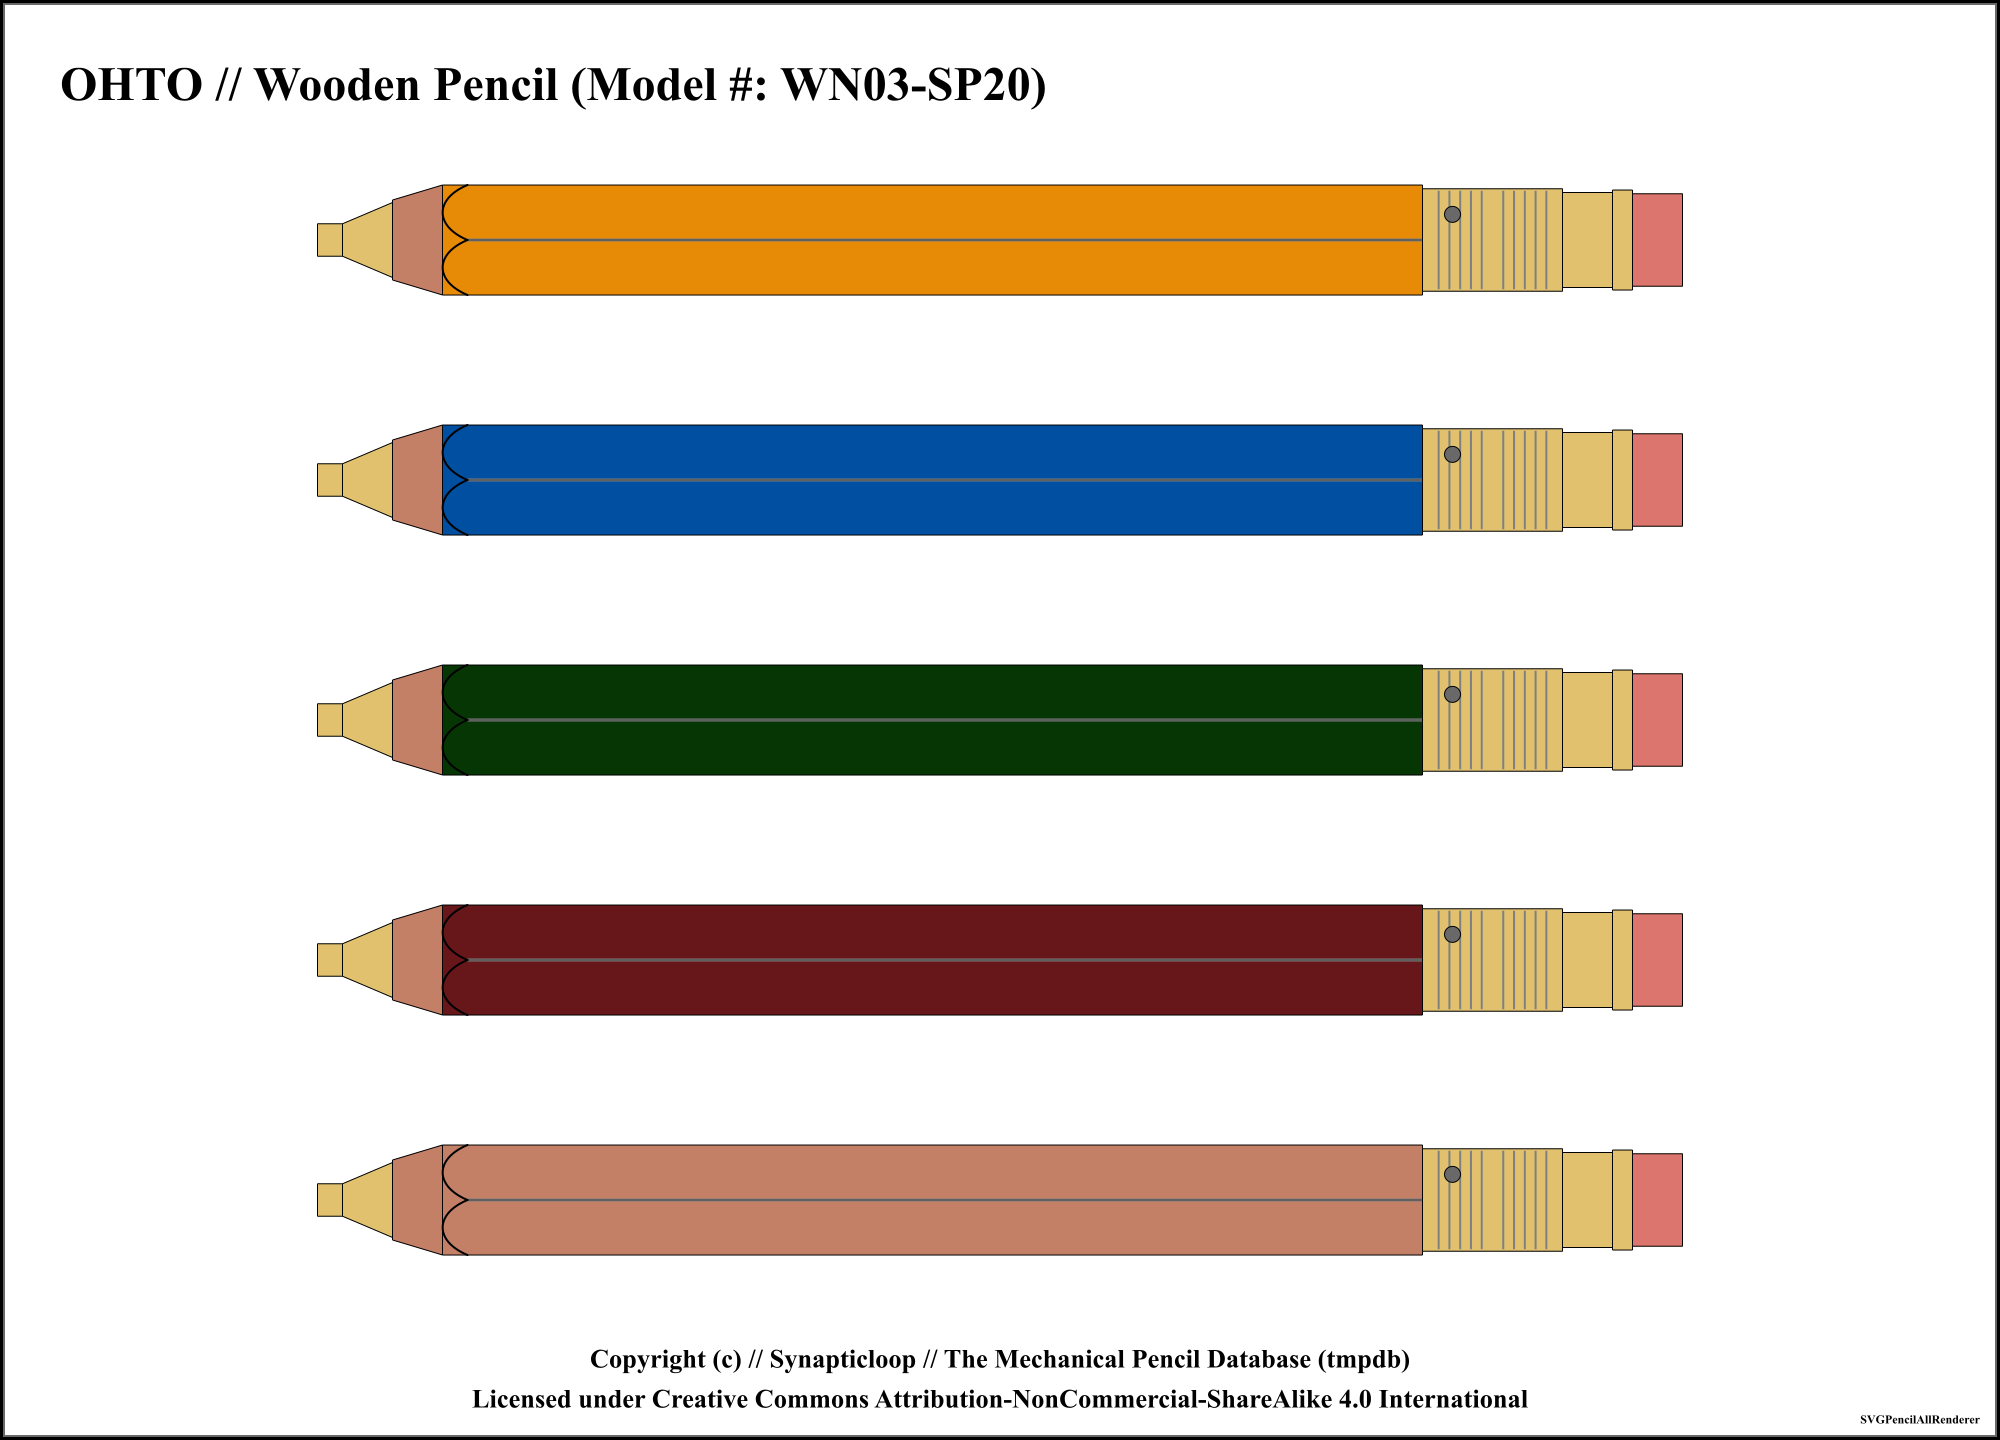 OHTO // Wooden Pencil (Model #: WN03-SP20)
Copyright (c) // Synapticloop // The Mechanical Pencil Database (tmpdb)
Licensed under Creative Commons Attribution-NonCommercial-ShareAlike 4.0 International
SVGPencilAllRenderer